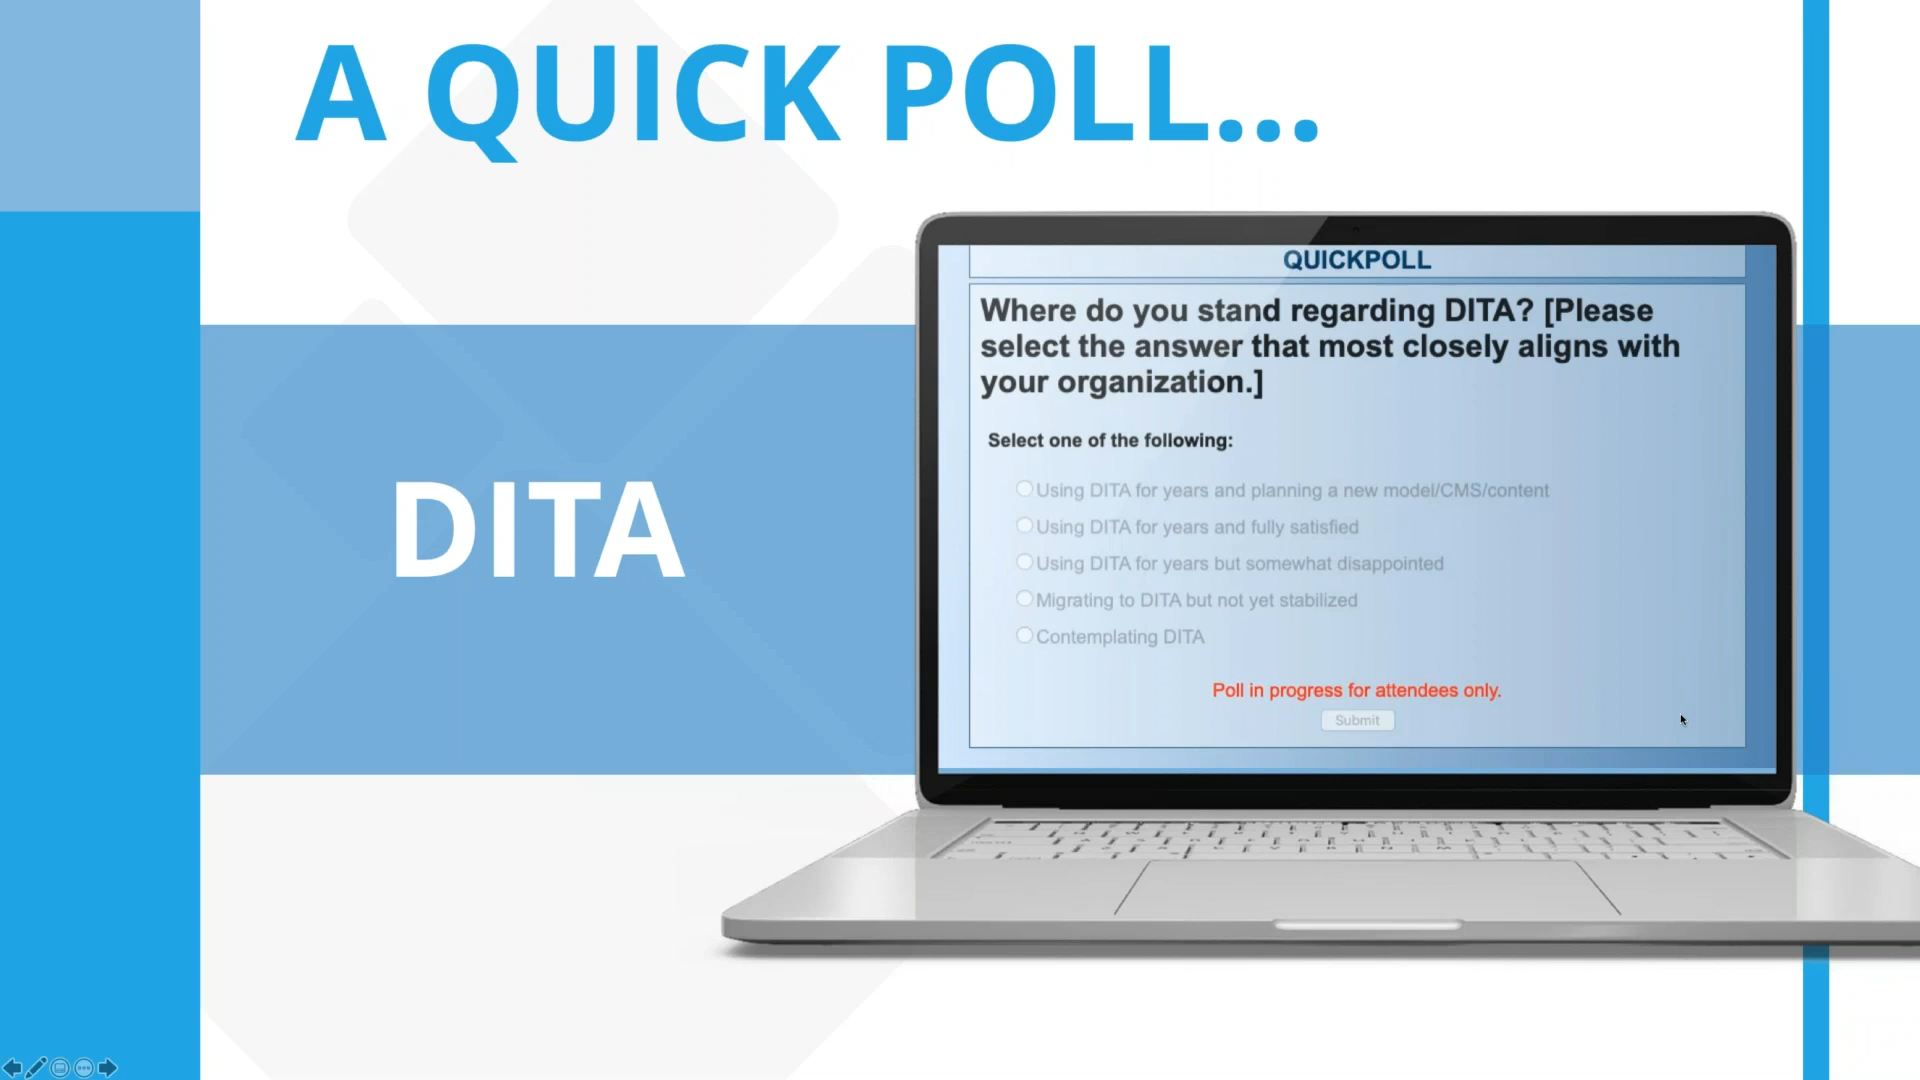 A QUICK POLL...
DITA
QUICKPOLL
Where do you stand regarding DITA? [Please
select the answer that most closely aligns with
your organization.]
Select one of the following:
Using DITA for years and planning a new model/CMS/content
Using DITA for years and fully satisfied
Using DITA for years but somewhat disappointed
Migrating to DITA but not yet stabilized
Contemplating DITA
Poll in progress for attendees only.
Submit